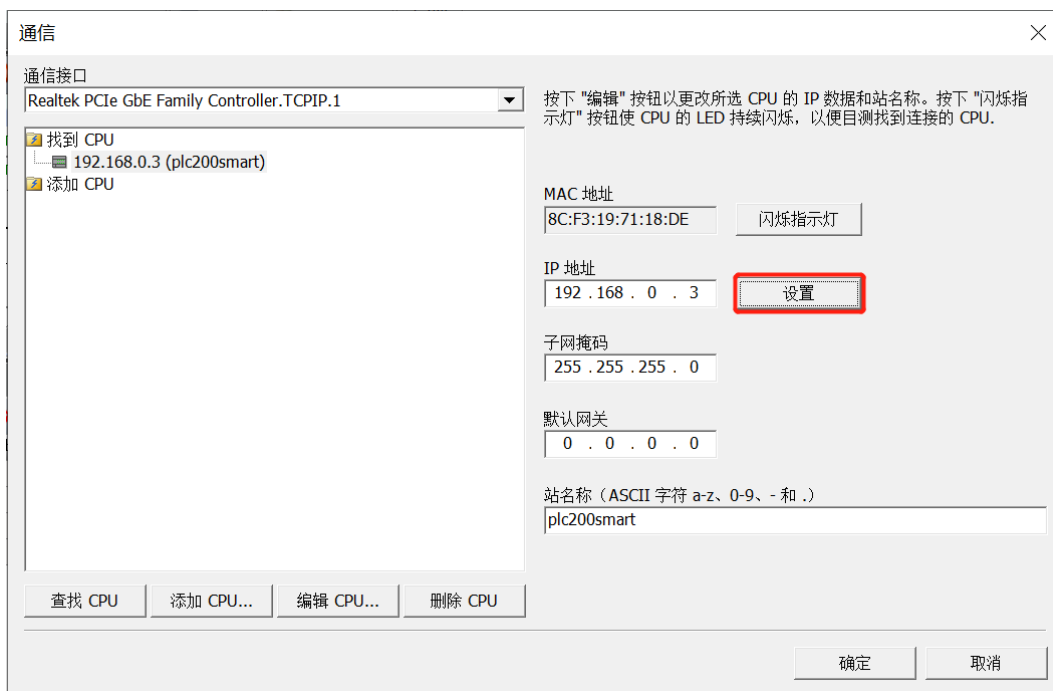 通信
通信接口
Realtek PCIe GbE Family Controller.TCPIP.1
找到 CPU
192.168.0.3 (plc200smart)
添加 CPU
查找 CPU
添加 CPU...
编辑 CPU...
删除 CPU
按下 "编辑" 按钮以更改所选 CPU 的 IP 数据和站名称。按下 "闪烁指
示灯" 按钮使 CPU 的 LED 持续闪烁，以便目测找到连接的 CPU.
MAC 地址
8C:F3:19:71:18:DE
闪烁指示灯
IP 地址
192 . 168 . 0 . 3
设置
子网掩码
255 . 255 . 255 . 0
默认网关
0 . 0 . 0 . 0
站名称（ASCII 字符 a-z、0-9、- 和 .）
plc200smart
确定
取消